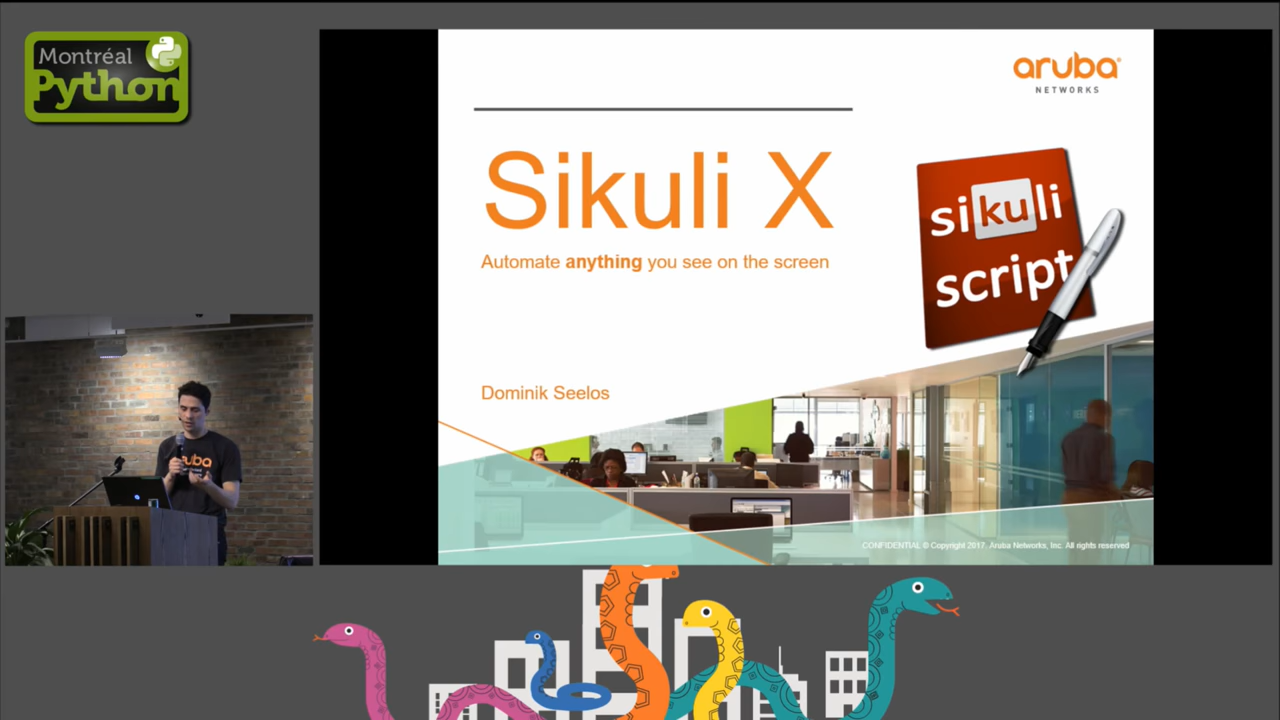 Montréal
Python
aruba
NETWORKS
Sikuli X
Automate anything you see on the screen
sikuli
script
Dominik Seelos
CONFIDENTIAL © Copyright 2017. Aruba Networks, Inc. All rights reserved